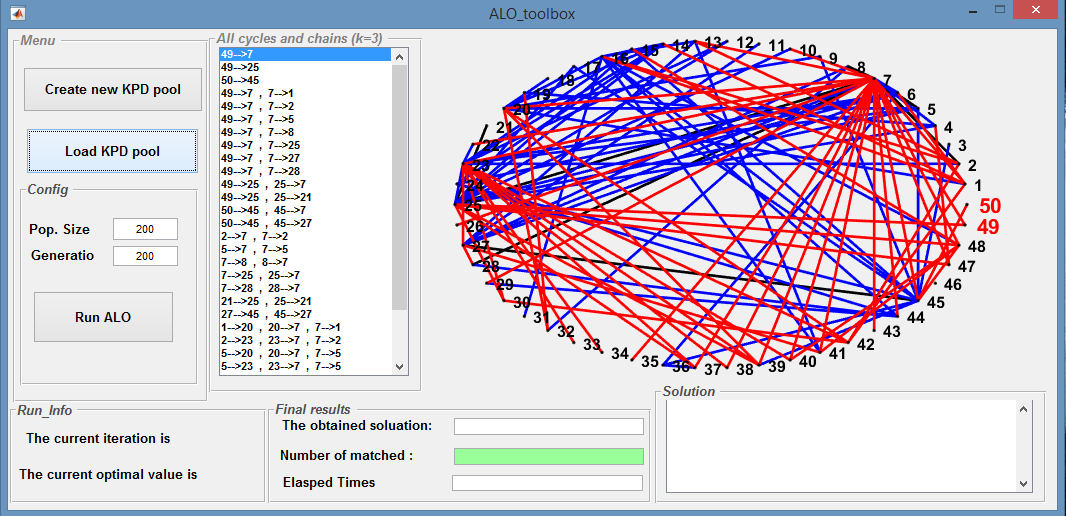 ALO_toolbox
Menu
Create new KPD pool
Load KPD pool
Config
Pop. Size
200
Generatio
200
Run ALO
All cycles and chains (k=3)
49-->7
49-->25
50-->45
49-->7 , 7-->1
49-->7 , 7-->2
49-->7 , 7-->5
49-->7 , 7-->8
49-->7 , 7-->25
49-->7 , 7-->27
49-->7 , 7-->28
49-->25 , 25-->7
49-->25 , 25-->21
50-->45 , 45-->7
50-->45 , 45-->27
2-->7 , 7-->2
5-->7 , 7-->5
7-->8 , 8-->7
7-->25 , 25-->7
7-->28 , 28-->7
21-->25 , 25-->21
27-->45 , 45-->27
1-->20 , 20-->7 , 7-->1
2-->23 , 23-->7 , 7-->2
5-->20 , 20-->7 , 7-->5
5-->23 , 23-->7 , 7-->5
1
2
3
4
5
6
7
8
9
10
11
12
13
14
15
16
17
18
19
20
21
22
23
24
25
26
27
28
29
30
31
32
33
34
35
36
37
38
39
40
41
42
43
44
45
46
47
48
49
50
Run_Info
The current iteration is
The current optimal value is
Final results
The obtained soluation:
Number of matched :
Elasped Times
Solution